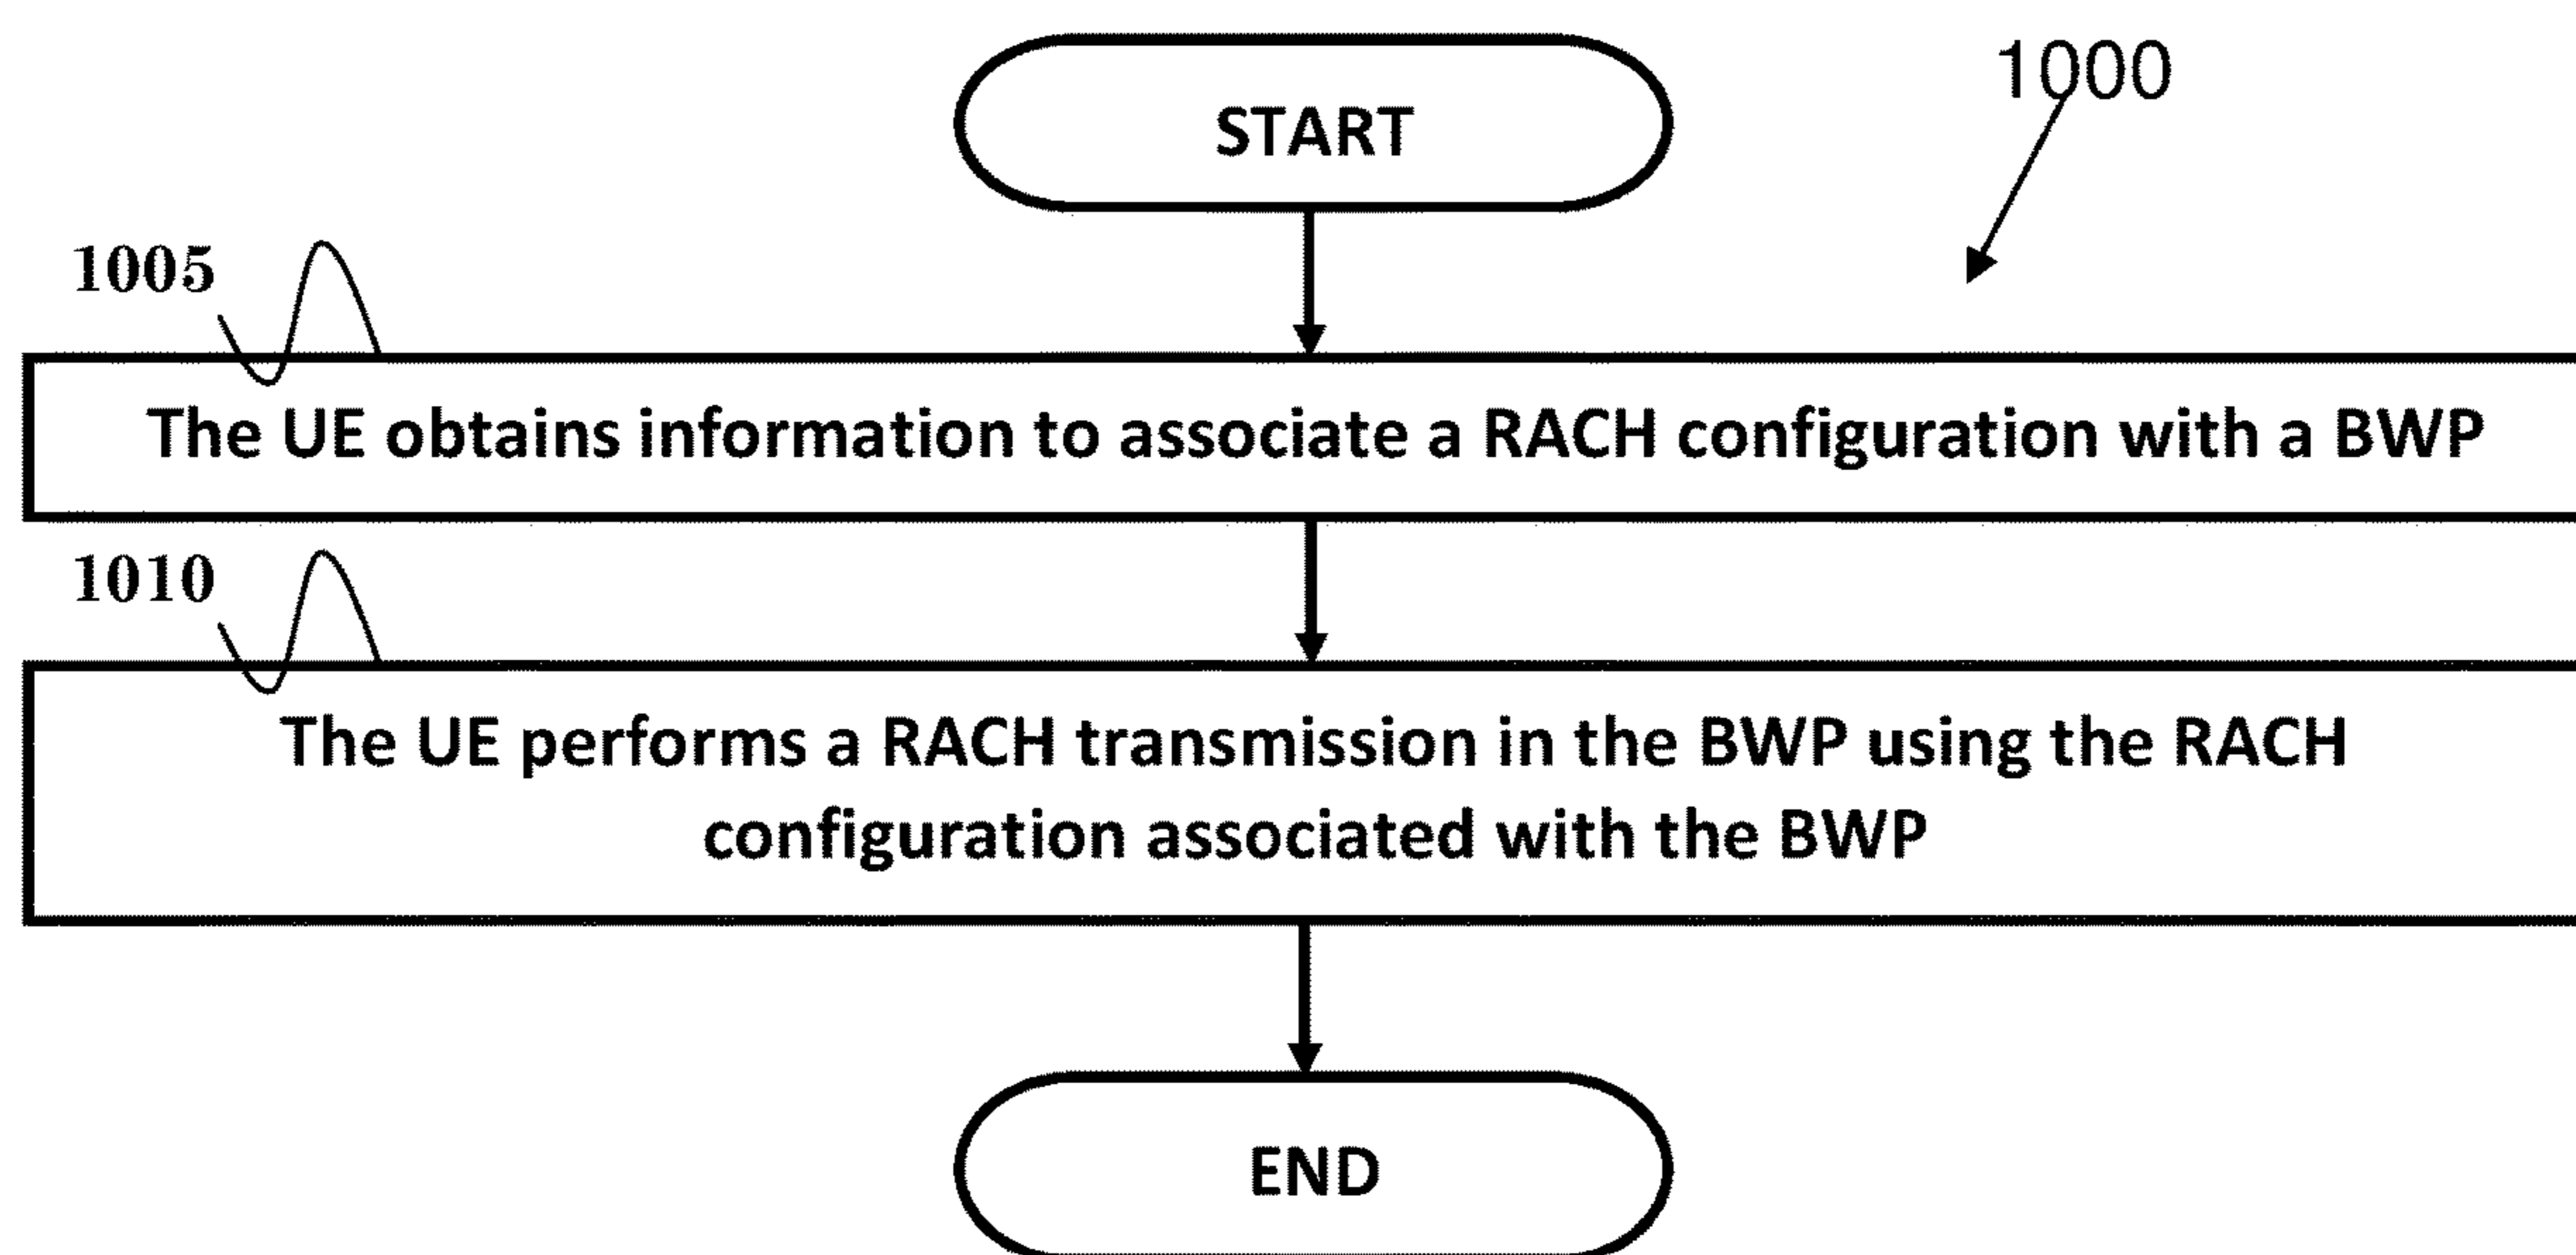 START
1000
1005
The UE obtains information to associate a RACH configuration with a BWP
1010
The UE performs a RACH transmission in the BWP using the RACH
configuration associated with the BWP
END